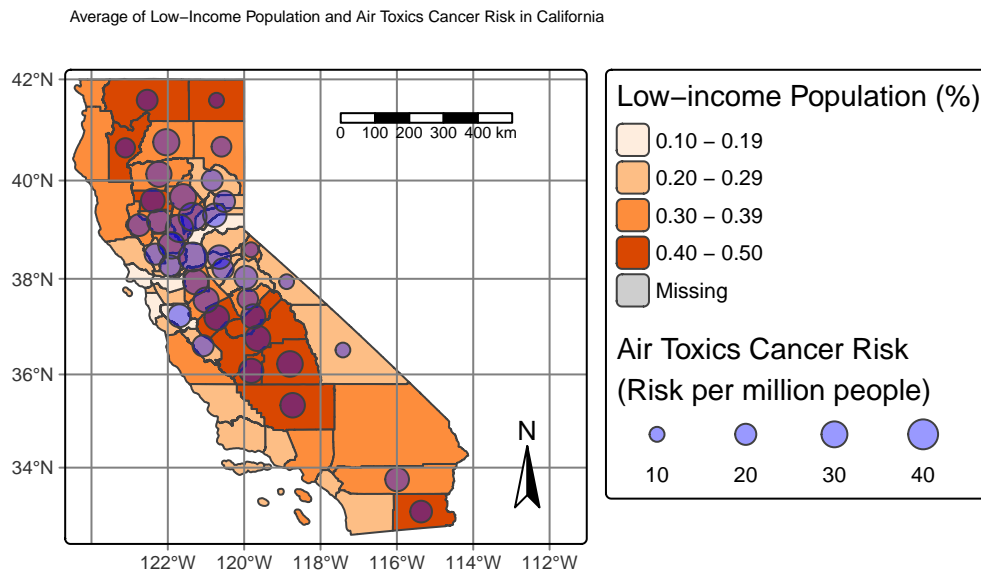 Average of Low−Income Population and Air Toxics Cancer Risk in California
42°N
40°N
38°N
36°N
34°N
122°W 120°W 118°W 116°W 114°W 112°W
0 100 200 300 400 km
N
Low−income Population (%)
0.10 − 0.19
0.20 − 0.29
0.30 − 0.39
0.40 − 0.50
Missing
Air Toxics Cancer Risk
(Risk per million people)
10 20 30 40